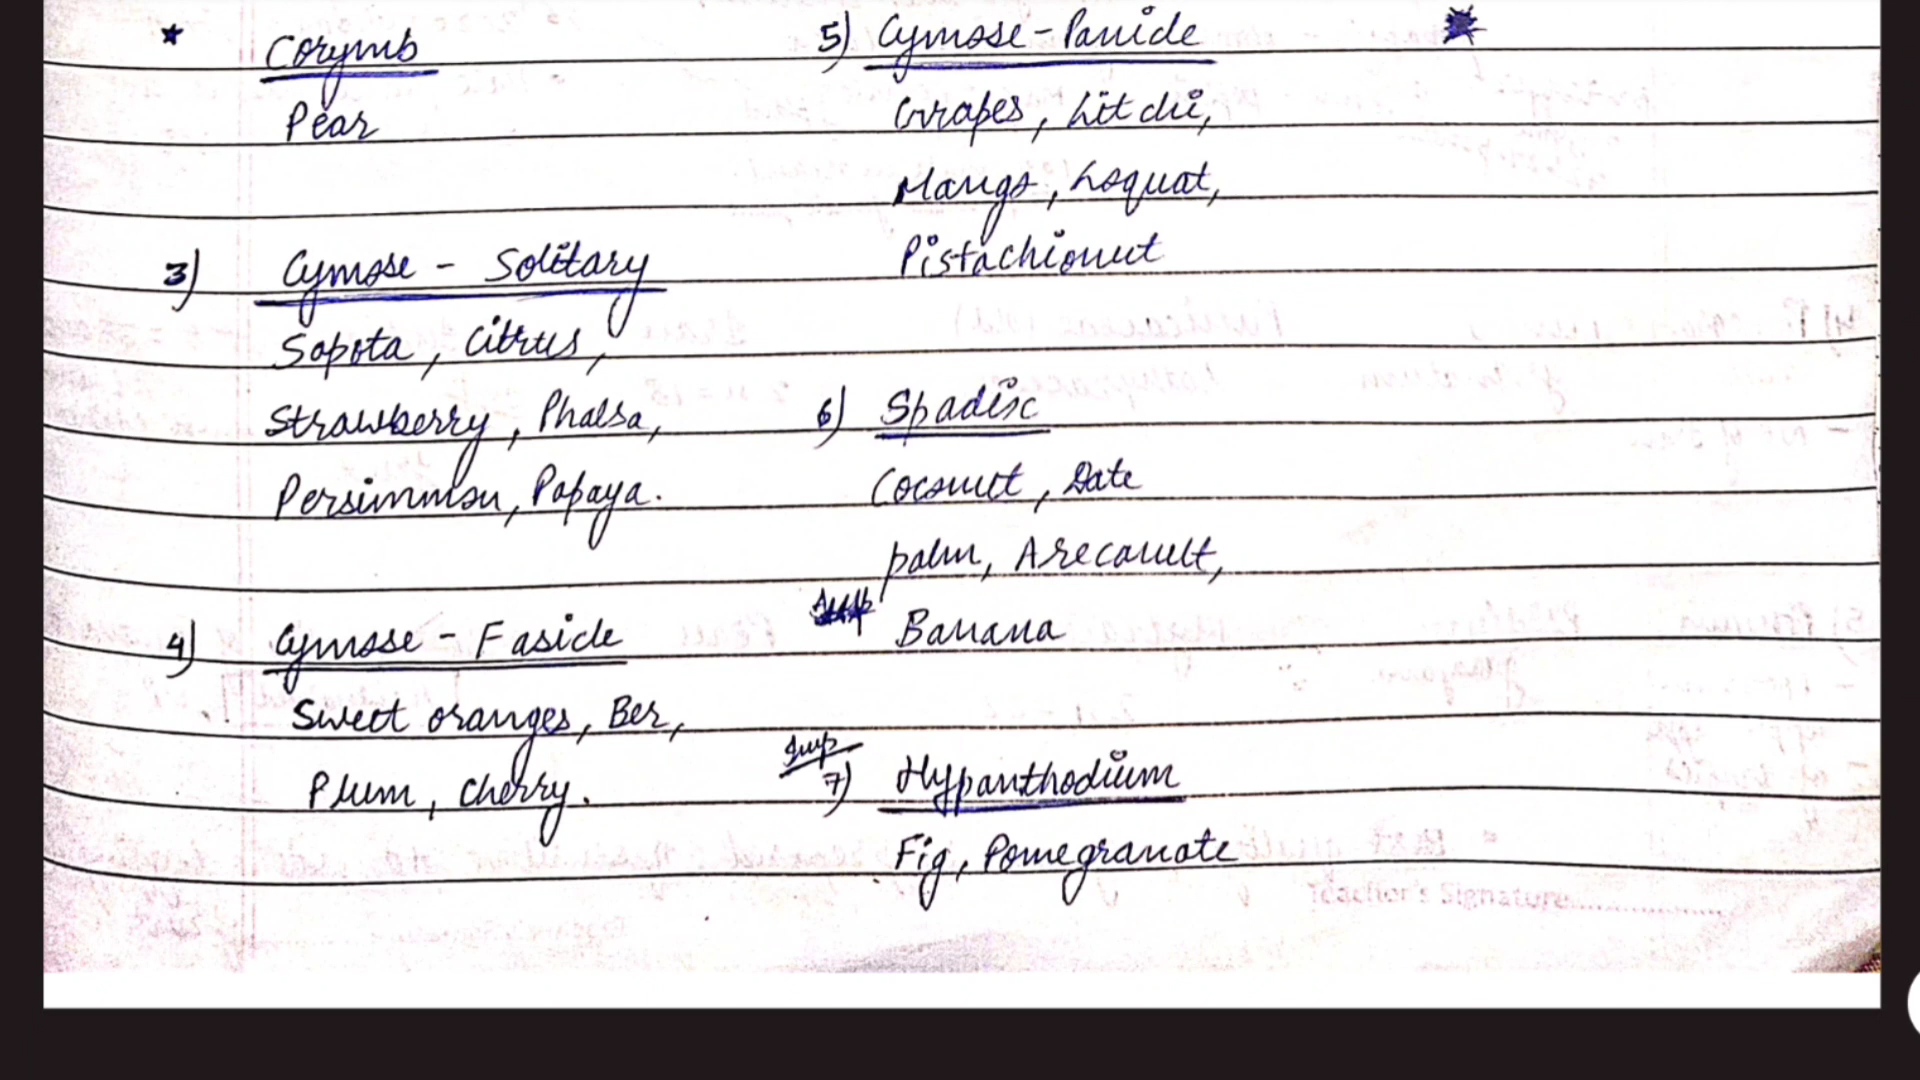 ★ Corymb
Pear
3) Cymose - Solitary
Sapota, Citrus,
Strawberry, Phalsa,
Persimmon, Papaya.
4) Cymose - Fasicle
Sweet oranges, Ber,
Plum, Cherry.
5) Cymose - Panicle
Grapes, Litchi,
Mango, Loquat,
Pistachionut
6) Spadix
Coconut, Date
palm, Arecanut,
Banana
Imp
7) Hypanthodium
Fig, Pomegranate
Teacher's Signature